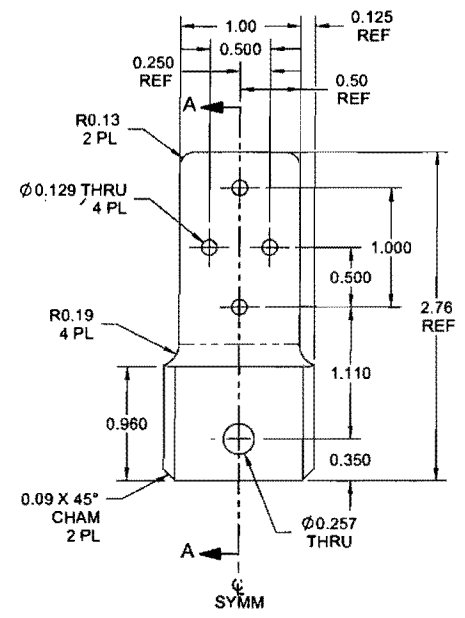 1.00
0.125
REF
0.500
0.250
REF
0.50
REF
A
R0.13
2 PL
Ø0.129 THRU
4 PL
1.000
0.500
2.76
REF
R0.19
4 PL
1.110
0.960
0.350
0.09 X 45°
CHAM
2 PL
Ø0.257
THRU
A
℄
SYMM